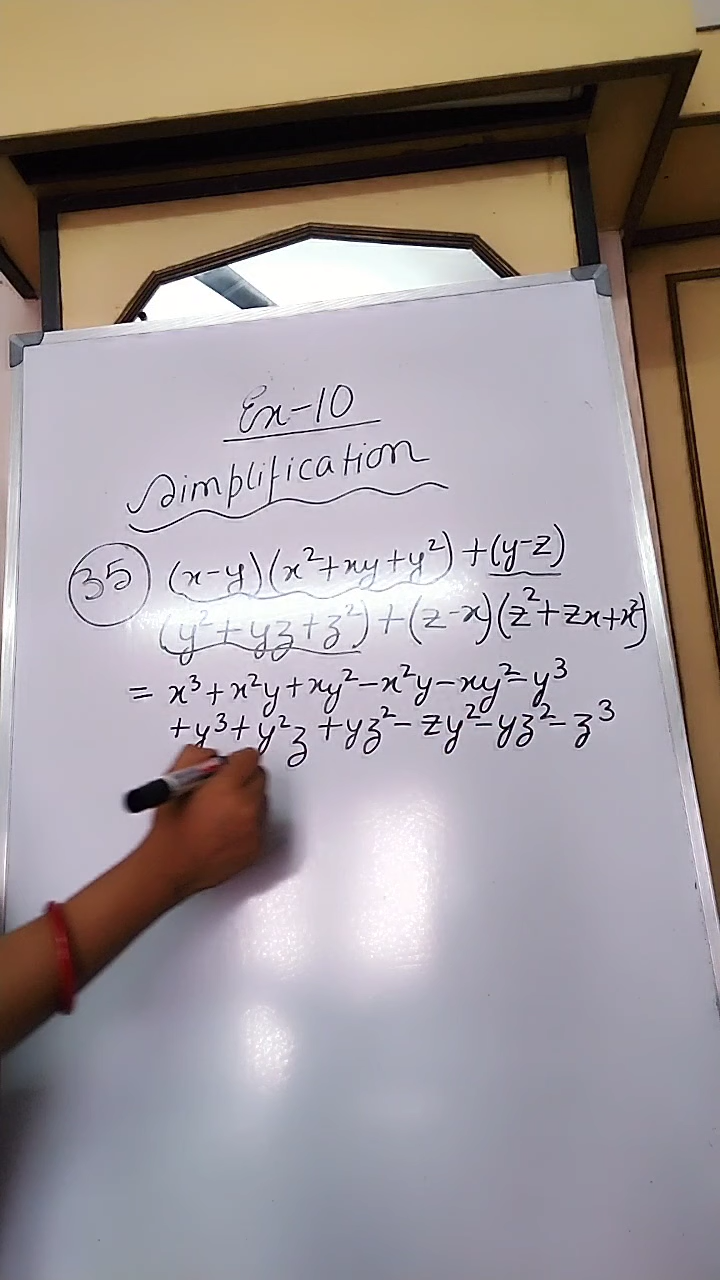 Ex-10
Simplification
35 (x-y)(x²+xy+y²)+(y-z)
(y²+yz+z²)+(z-x)(z²+zx+x²)
= x³+x²y+xy²-x²y-xy²-y³
+y³+y²z+yz²-zy²-yz²-z³